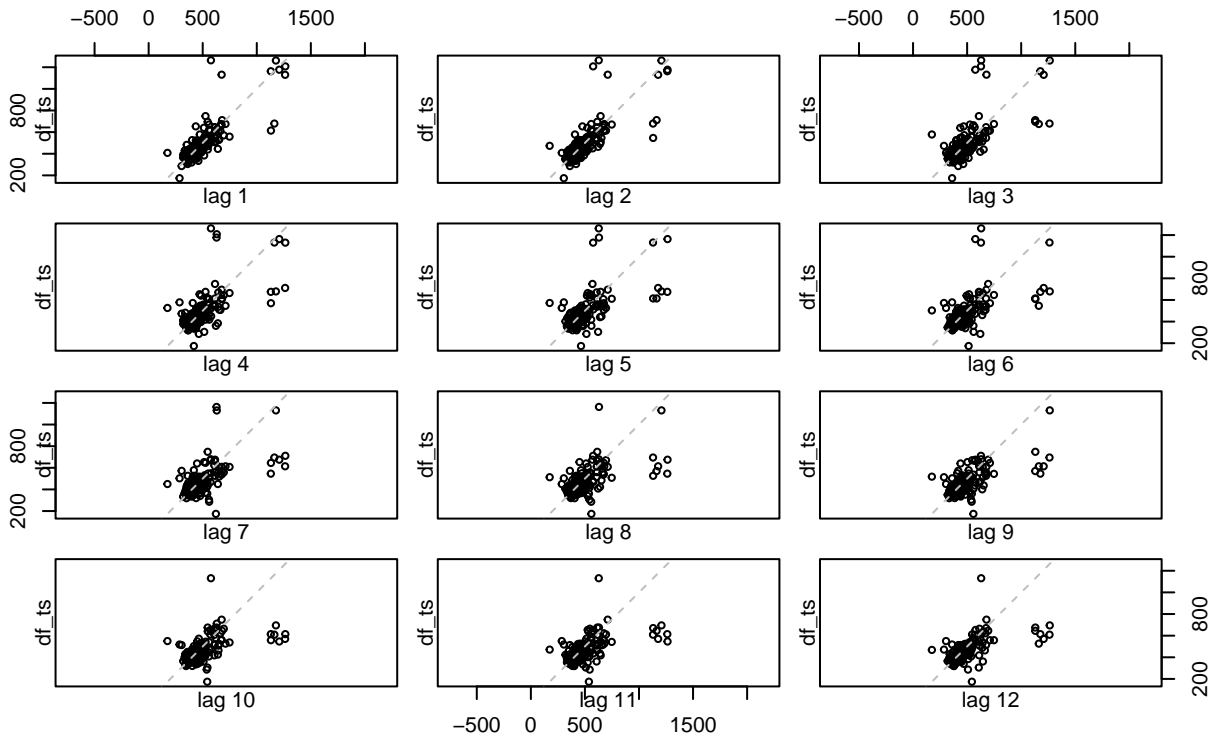 −500 0 500 1500 −500 0 500 1500
200 800 df_ts df_ts df_ts
lag 1 lag 2 lag 3
df_ts df_ts df_ts 200 800
lag 4 lag 5 lag 6
200 800 df_ts df_ts df_ts
lag 7 lag 8 lag 9
df_ts df_ts df_ts 200 800
lag 10 lag 11 lag 12
−500 0 500 1500